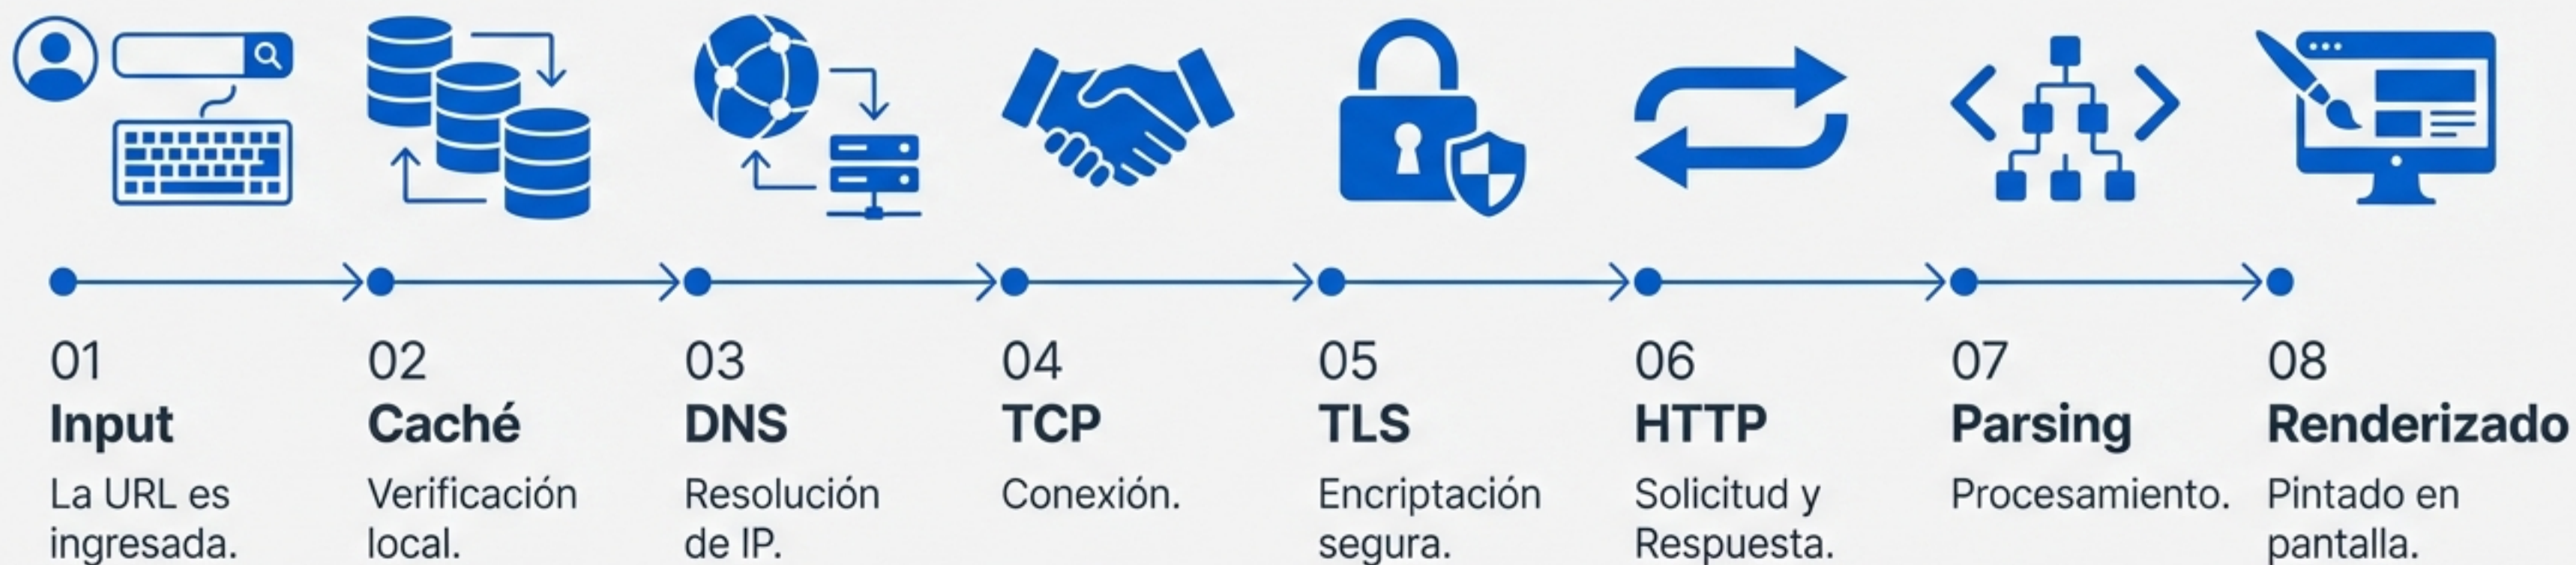 01
Input
La URL es
ingresada.
02
Caché
Verificación
local.
03
DNS
Resolución
de IP.
04
TCP
Conexión.
05
TLS
Encriptación
segura.
06
HTTP
Solicitud y
Respuesta.
07
Parsing
Procesamiento.
08
Renderizado
Pintado en
pantalla.